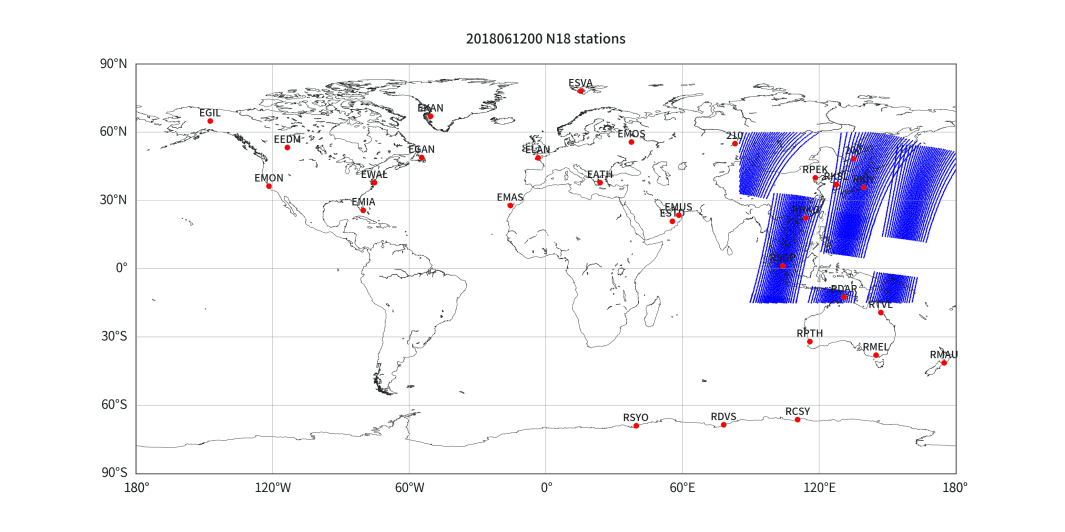 2018061200 N18 stations
90°N
ESVA
EGIL
EKAN
60°N
EEDM
EGAN
ELAN
EMOS
210
EMON
EWAL
EATH
RPEK
30°N
EMIA
EMAS
EMUS
0°
RSGP
RDAR
RTVL
30°S
RPTH
RMEL
RMAU
60°S
RSYO
RDVS
RCSY
90°S
180° 120°W 60°W 0° 60°E 120°E 180°